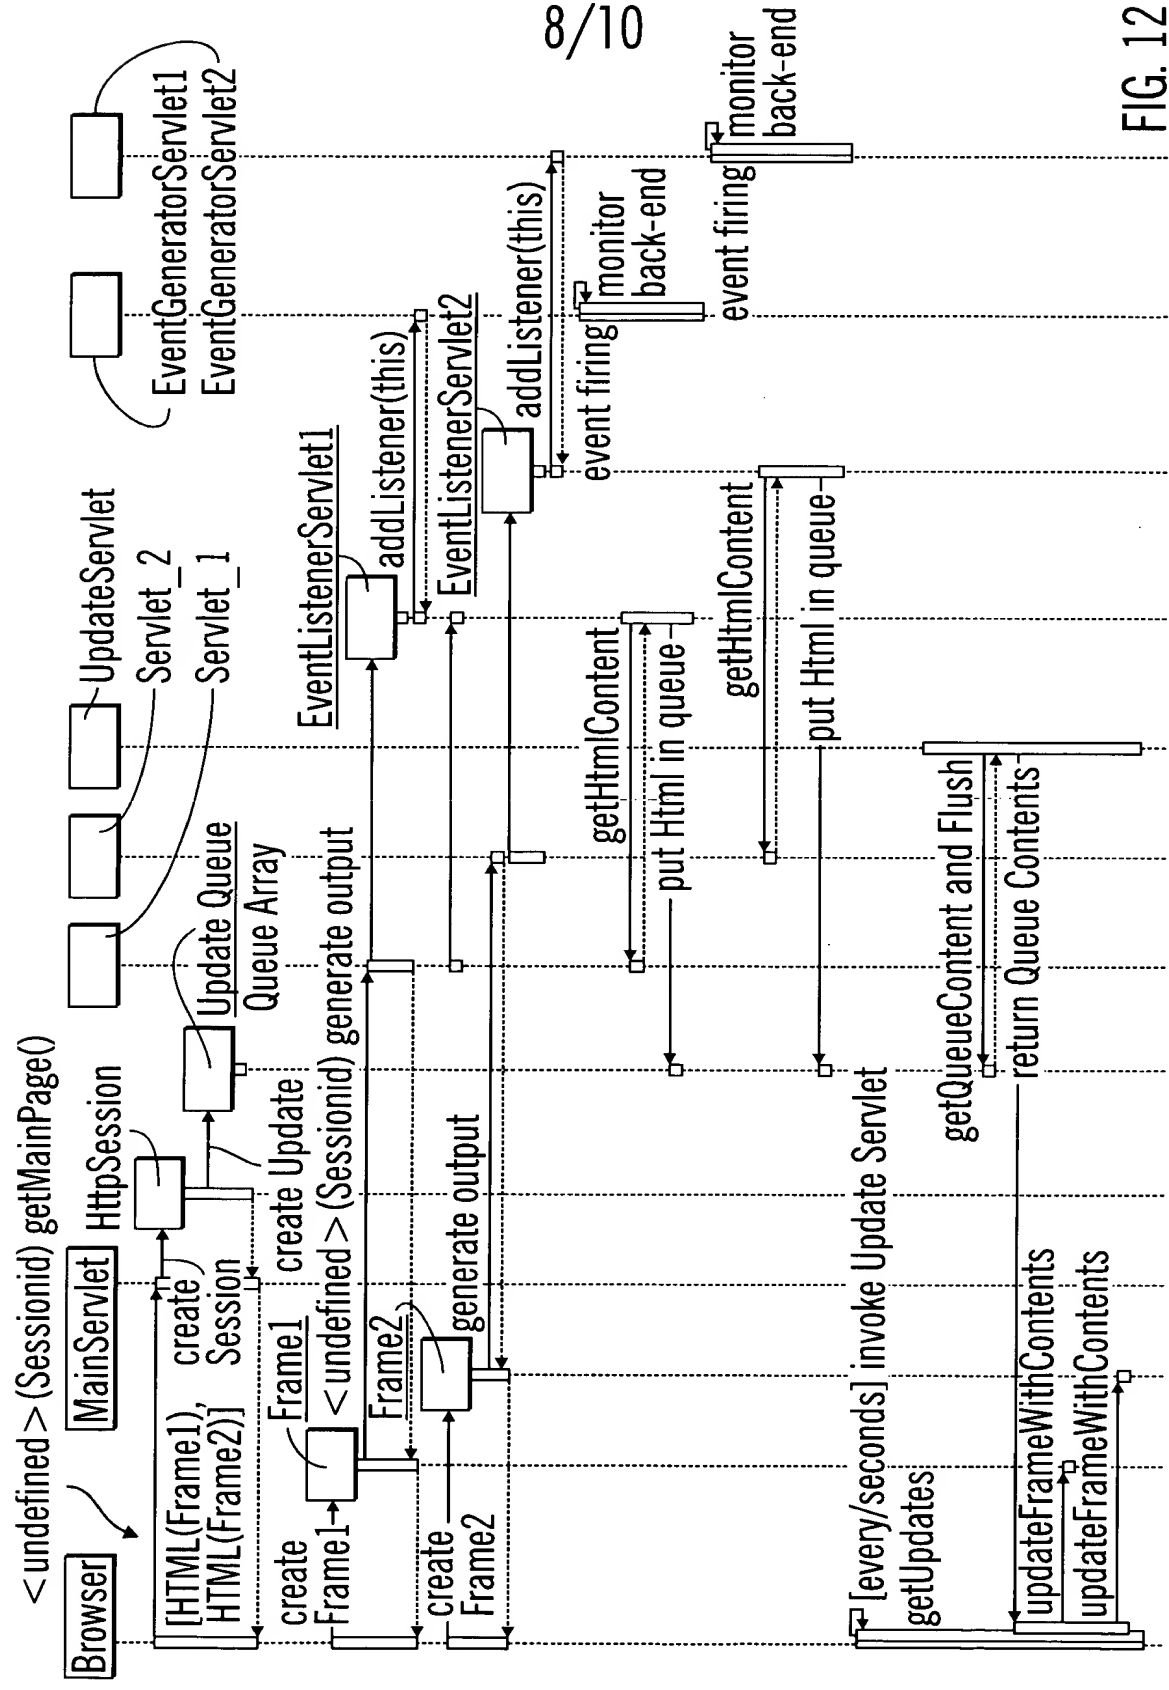 8/10
<undefined>(Sessionid) getMainPage()
Browser
MainServlet
HttpSession
UpdateServlet
Servlet_2
Servlet_1
EventGeneratorServlet1
EventGeneratorServlet2
[HTML(Frame1),
HTML(Frame2)]
create
Session
Update Queue
Queue Array
create Update
create
Frame1
Frame1
<undefined>(Sessionid) generate output
EventListenerServlet1
addListener(this)
Frame2
create
Frame2
generate output
EventListenerServlet2
addListener(this)
event firing
monitor
back-end
getHtmlContent
put Html in queue
event firing
monitor
back-end
getHtmlContent
put Html in queue
[every/seconds] invoke Update Servlet
getUpdates
getQueueContent and Flush
return Queue Contents
updateFrameWithContents
updateFrameWithContents
FIG. 12